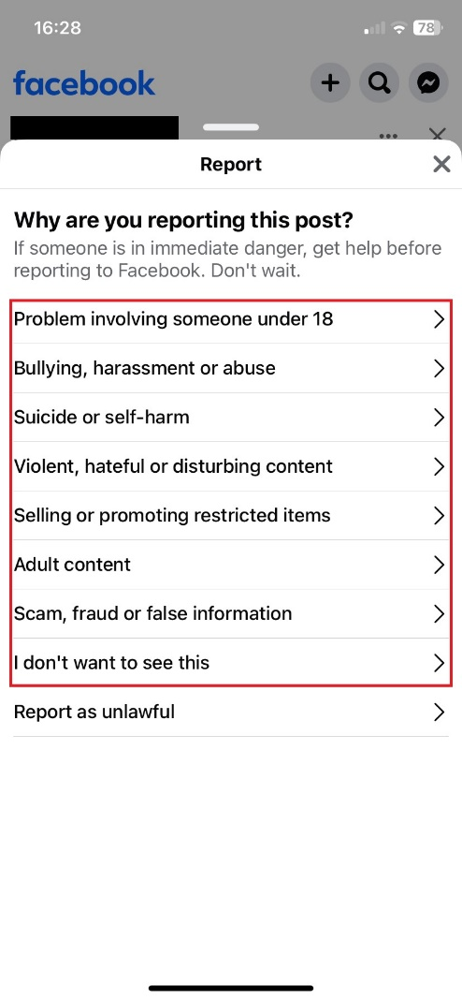 16:28
78
facebook
Report
Why are you reporting this post?
If someone is in immediate danger, get help before
reporting to Facebook. Don't wait.
Problem involving someone under 18
Bullying, harassment or abuse
Suicide or self-harm
Violent, hateful or disturbing content
Selling or promoting restricted items
Adult content
Scam, fraud or false information
I don't want to see this
Report as unlawful